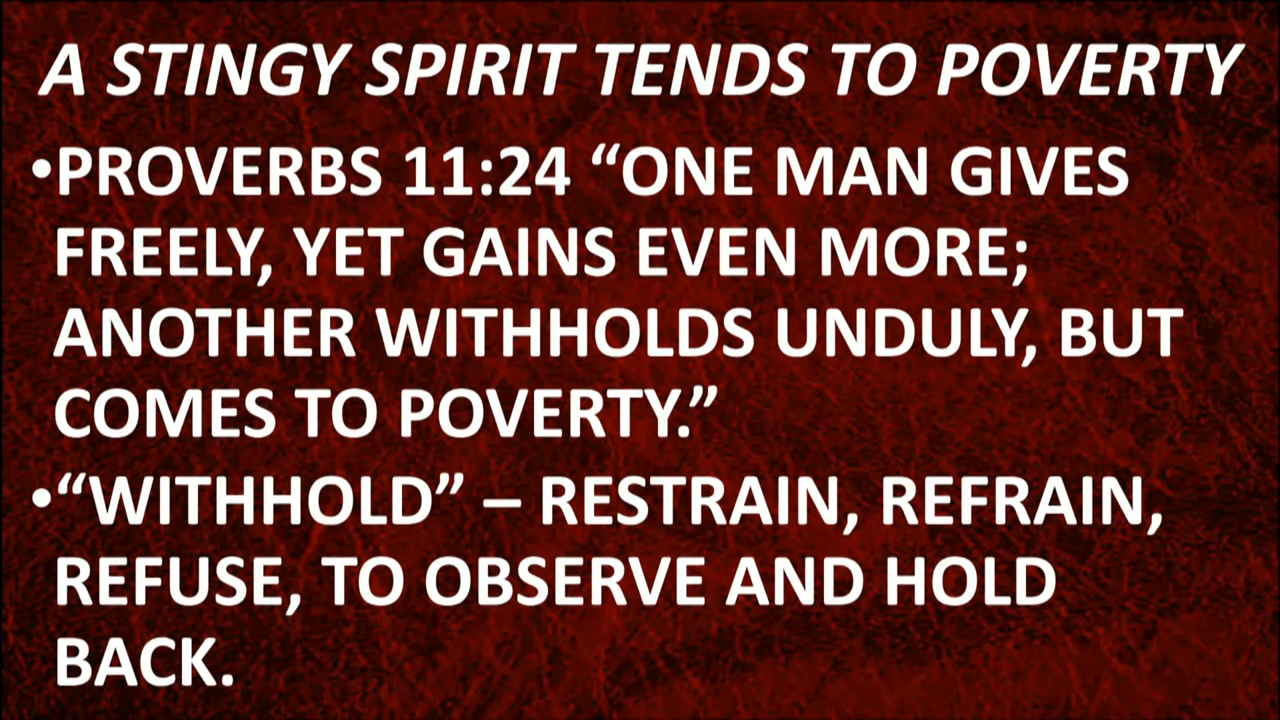 A STINGY SPIRIT TENDS TO POVERTY
•PROVERBS 11:24 “ONE MAN GIVES
FREELY, YET GAINS EVEN MORE;
ANOTHER WITHHOLDS UNDULY, BUT
COMES TO POVERTY.”
•“WITHHOLD” – RESTRAIN, REFRAIN,
REFUSE, TO OBSERVE AND HOLD
BACK.